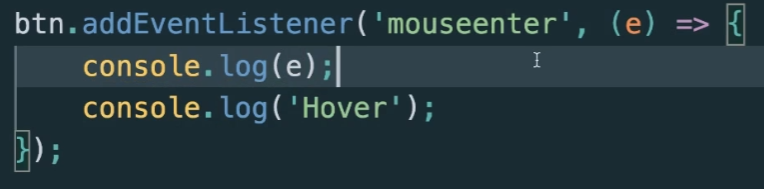 btn.addEventListener('mouseenter', (e) => {
    console.log(e);
    console.log('Hover');
});